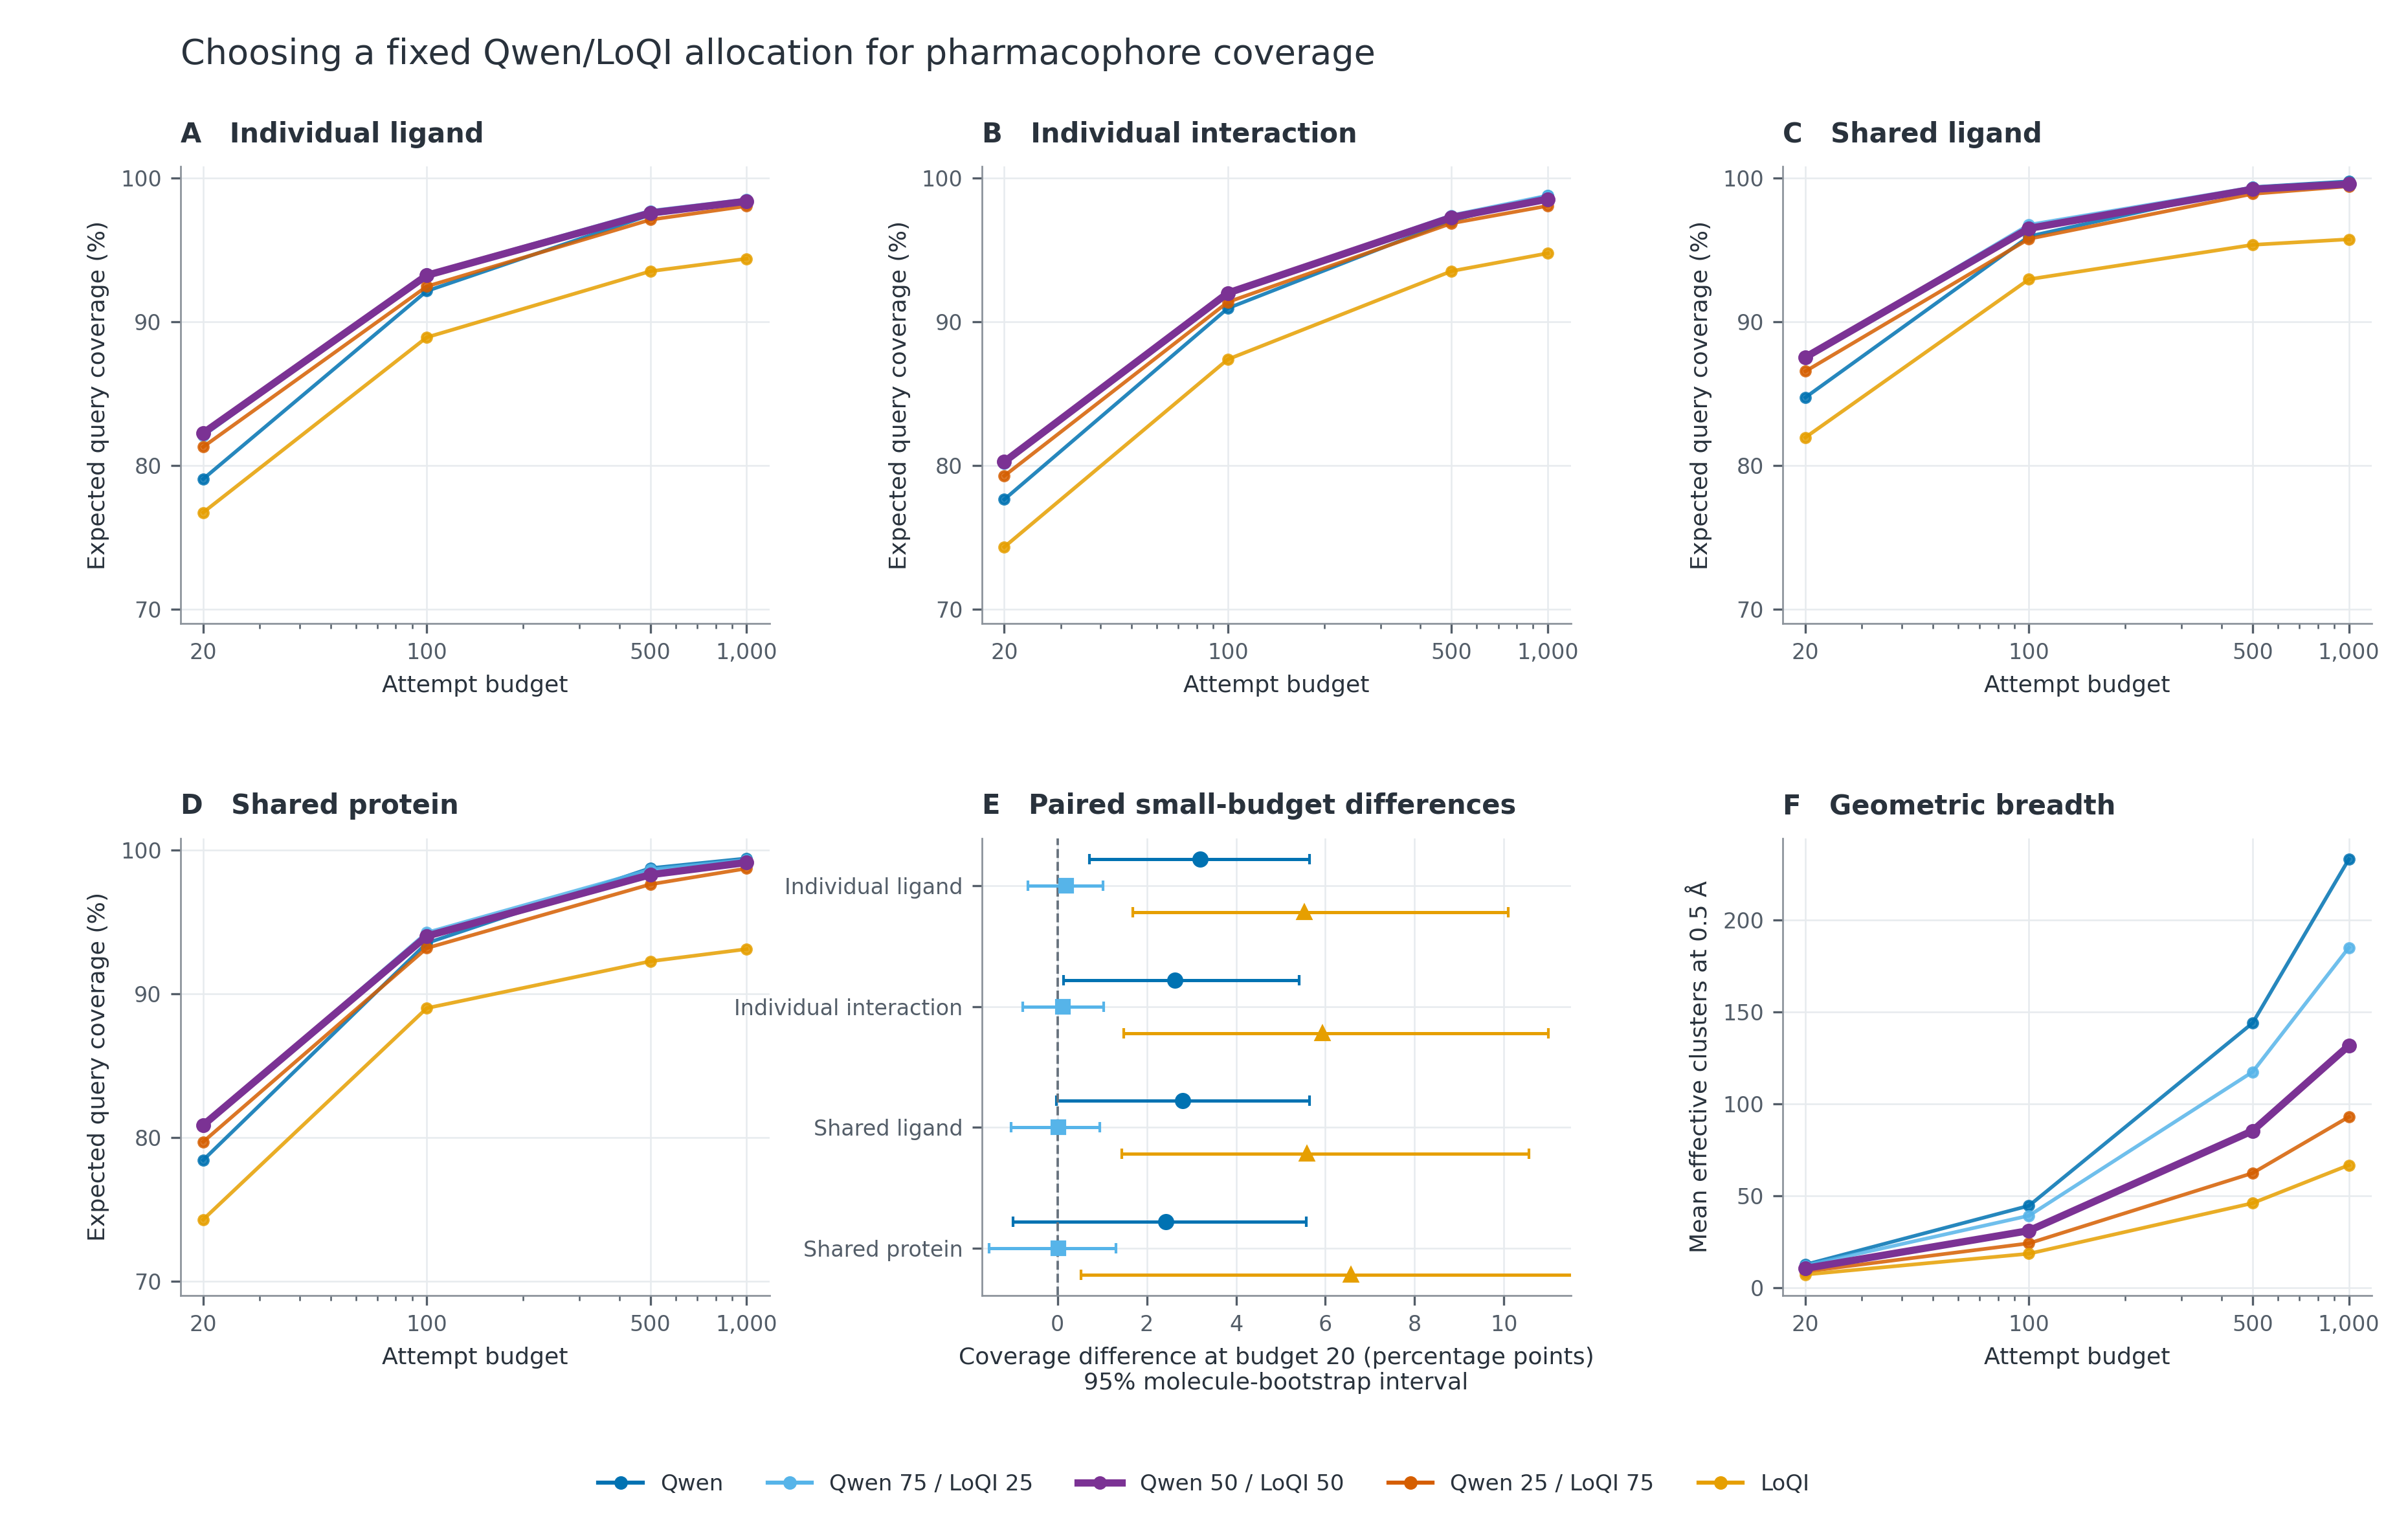 Choosing a fixed Qwen/LoQI allocation for pharmacophore coverage
A Individual ligand
Expected query coverage (%)
100
90
80
70
20 100 500 1,000
Attempt budget
B Individual interaction
Expected query coverage (%)
100
90
80
70
20 100 500 1,000
Attempt budget
C Shared ligand
Expected query coverage (%)
100
90
80
70
20 100 500 1,000
Attempt budget
D Shared protein
Expected query coverage (%)
100
90
80
70
20 100 500 1,000
Attempt budget
E Paired small-budget differences
Individual ligand
Individual interaction
Shared ligand
Shared protein
0 2 4 6 8 10
Coverage difference at budget 20 (percentage points)
95% molecule-bootstrap interval
F Geometric breadth
Mean effective clusters at 0.5 Å
200
150
100
50
0
20 100 500 1,000
Attempt budget
Qwen Qwen 75 / LoQI 25 Qwen 50 / LoQI 50 Qwen 25 / LoQI 75 LoQI